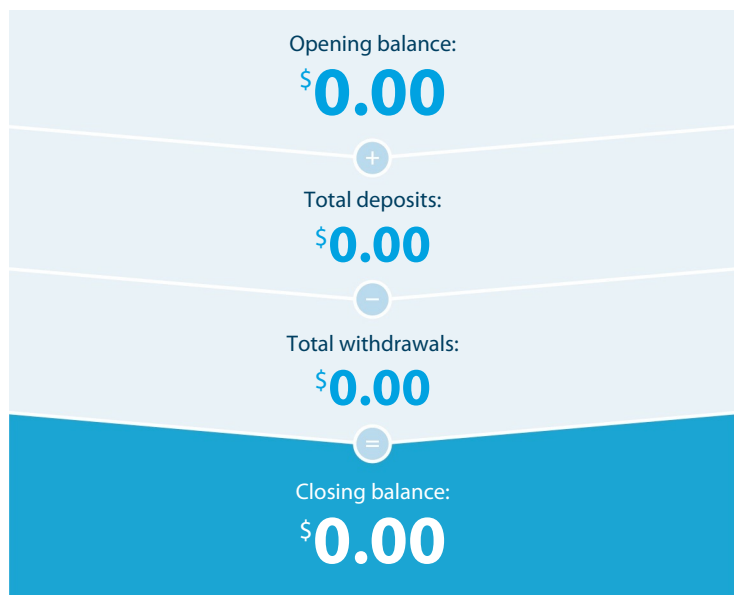 Opening balance:
$0.00
+
Total deposits:
$0.00
−
Total withdrawals:
$0.00
=
Closing balance:
$0.00